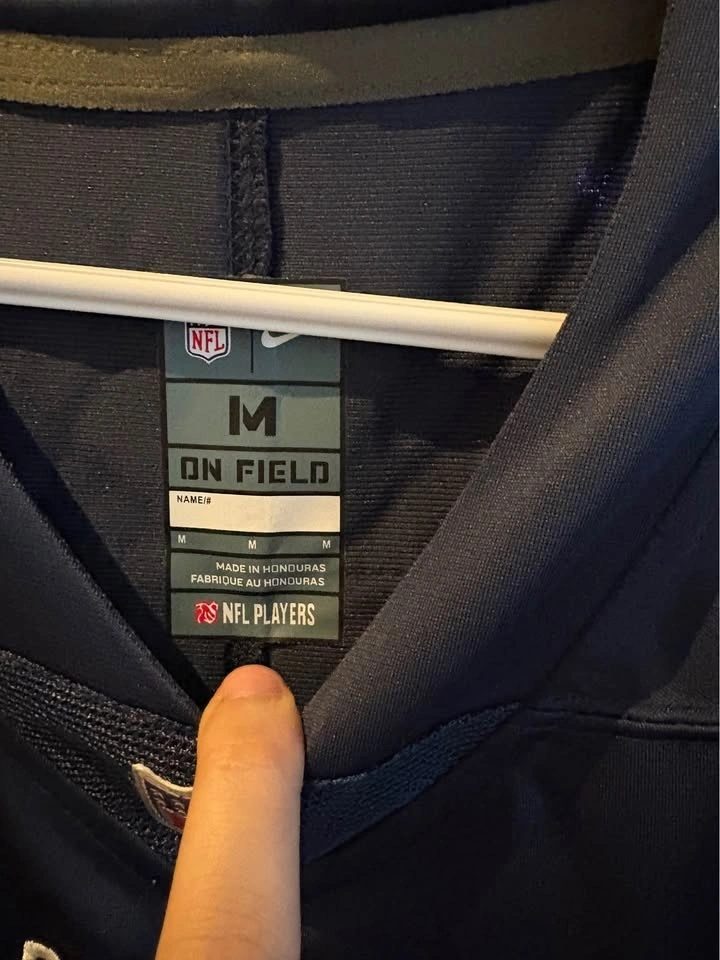 NFL
M
ON FIELD
NAME/#
M M M
MADE IN HONDURAS
FABRIQUE AU HONDURAS
NFL PLAYERS